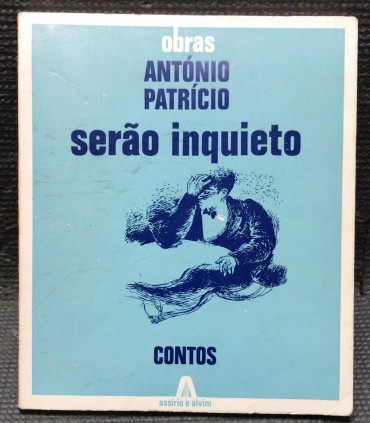 obras
ANTÓNIO
PATRÍCIO
serão inquieto
CONTOS
assírio e alvim